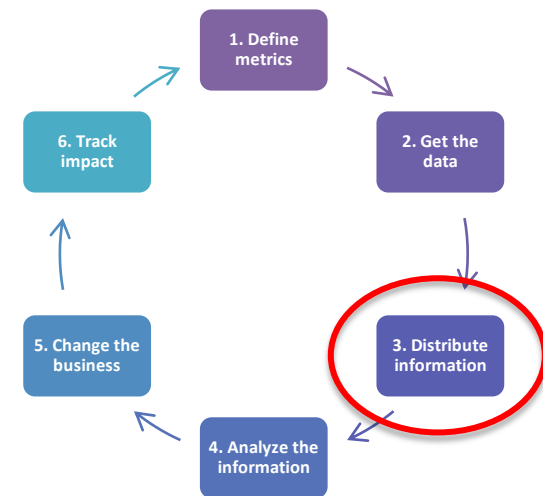 1. Define
metrics
2. Get the
data
3. Distribute
information
4. Analyze the
information
5. Change the
business
6. Track
impact